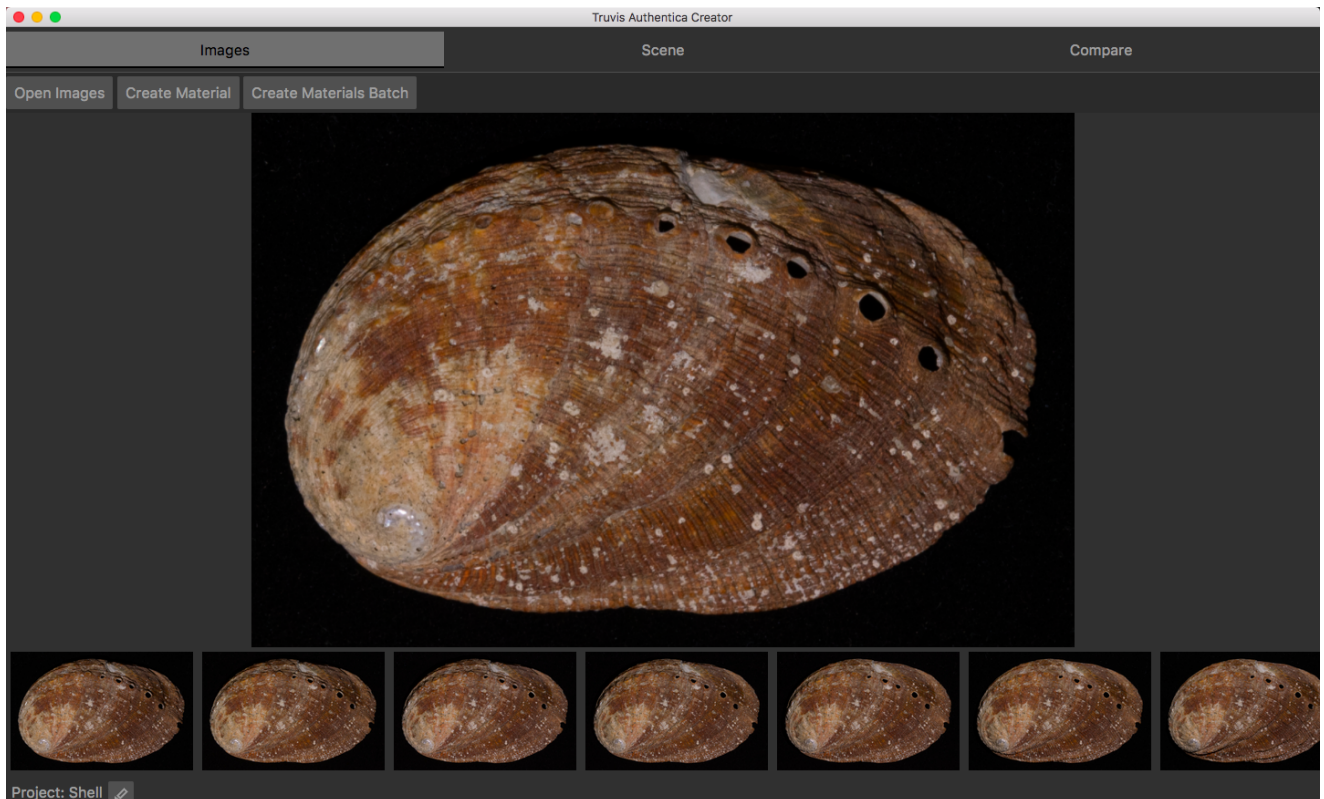 Truvis Authentica Creator
Images Scene Compare
Open Images Create Material Create Materials Batch
Project: Shell